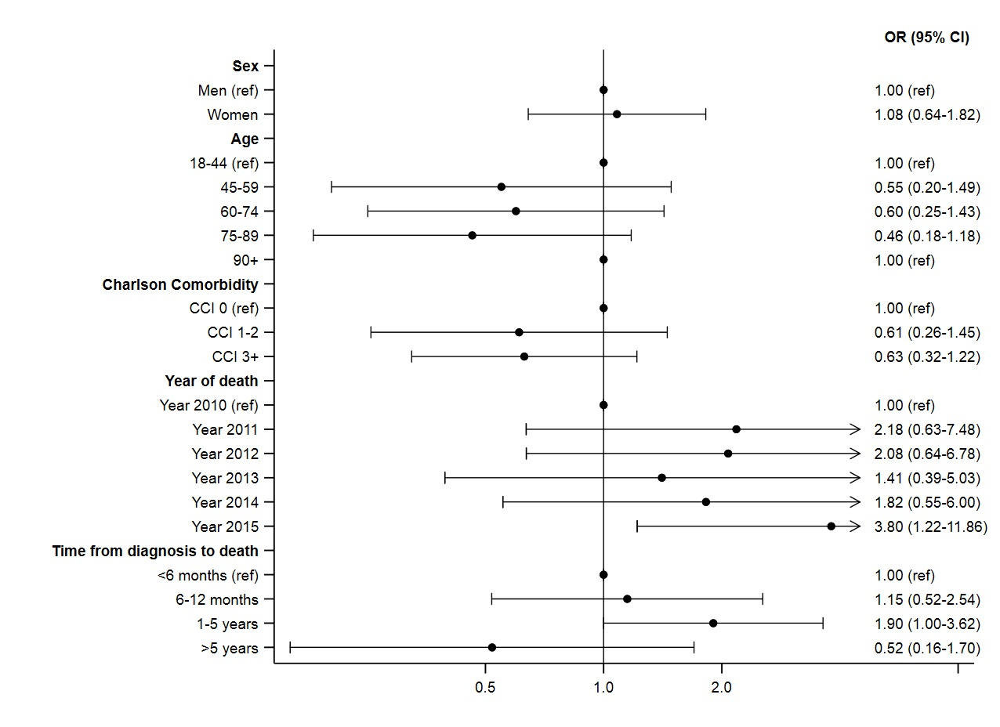 OR (95% CI)
Sex
Men (ref) 1.00 (ref)
Women 1.08 (0.64-1.82)
Age
18-44 (ref) 1.00 (ref)
45-59 0.55 (0.20-1.49)
60-74 0.60 (0.25-1.43)
75-89 0.46 (0.18-1.18)
90+ 1.00 (ref)
Charlson Comorbidity
CCI 0 (ref) 1.00 (ref)
CCI 1-2 0.61 (0.26-1.45)
CCI 3+ 0.63 (0.32-1.22)
Year of death
Year 2010 (ref) 1.00 (ref)
Year 2011 2.18 (0.63-7.48)
Year 2012 2.08 (0.64-6.78)
Year 2013 1.41 (0.39-5.03)
Year 2014 1.82 (0.55-6.00)
Year 2015 3.80 (1.22-11.86)
Time from diagnosis to death
<6 months (ref) 1.00 (ref)
6-12 months 1.15 (0.52-2.54)
1-5 years 1.90 (1.00-3.62)
>5 years 0.52 (0.16-1.70)
0.5 1.0 2.0